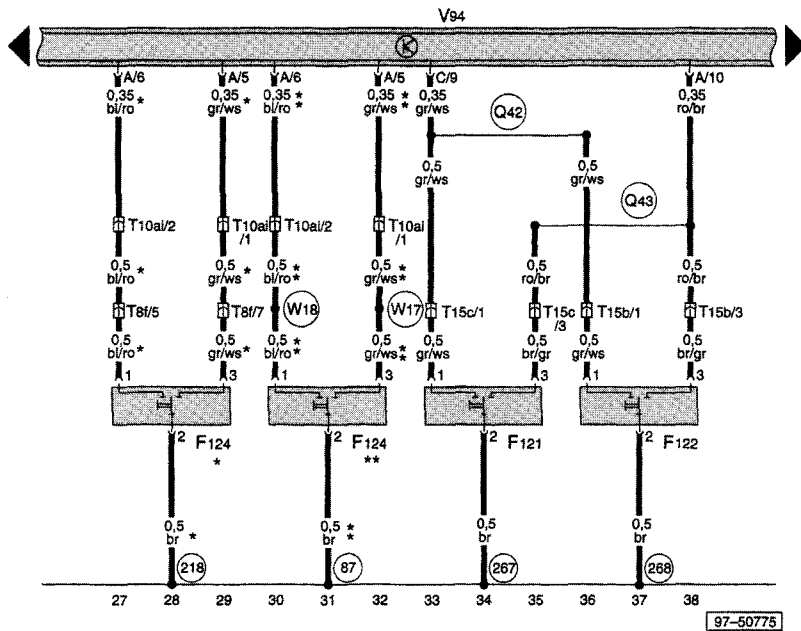 V94
K
A/6 A/5 A/6 A/5 C/9 A/10
0,35 0,35 0,35 0,35 0,35 0,35
bl/ro * gr/ws * bl/ro ** gr/ws ** gr/ws ro/br
Q42
0,5 0,5
gr/ws gr/ws
Q43
T10ai/2 T10ai/1 T10ai/2 T10ai/1
0,5 0,5 0,5 0,5 0,5 0,5
bl/ro * gr/ws * bl/ro ** gr/ws ** ro/br ro/br
T8f/5 T8f/7 W18 W17 T15c/1 T15c/3 T15b/1 T15b/3
0,5 0,5 0,5 0,5 0,5 0,5 0,5 0,5
bl/ro * gr/ws * bl/ro ** gr/ws ** gr/ws br/gr gr/ws br/gr
1 3 1 3 1 3 1 3
2 F124 * 2 F124 ** 2 F121 2 F122
0,5 0,5 0,5 0,5
br * br ** br br
218 87 267 268
27 28 29 30 31 32 33 34 35 36 37 38
97-50775